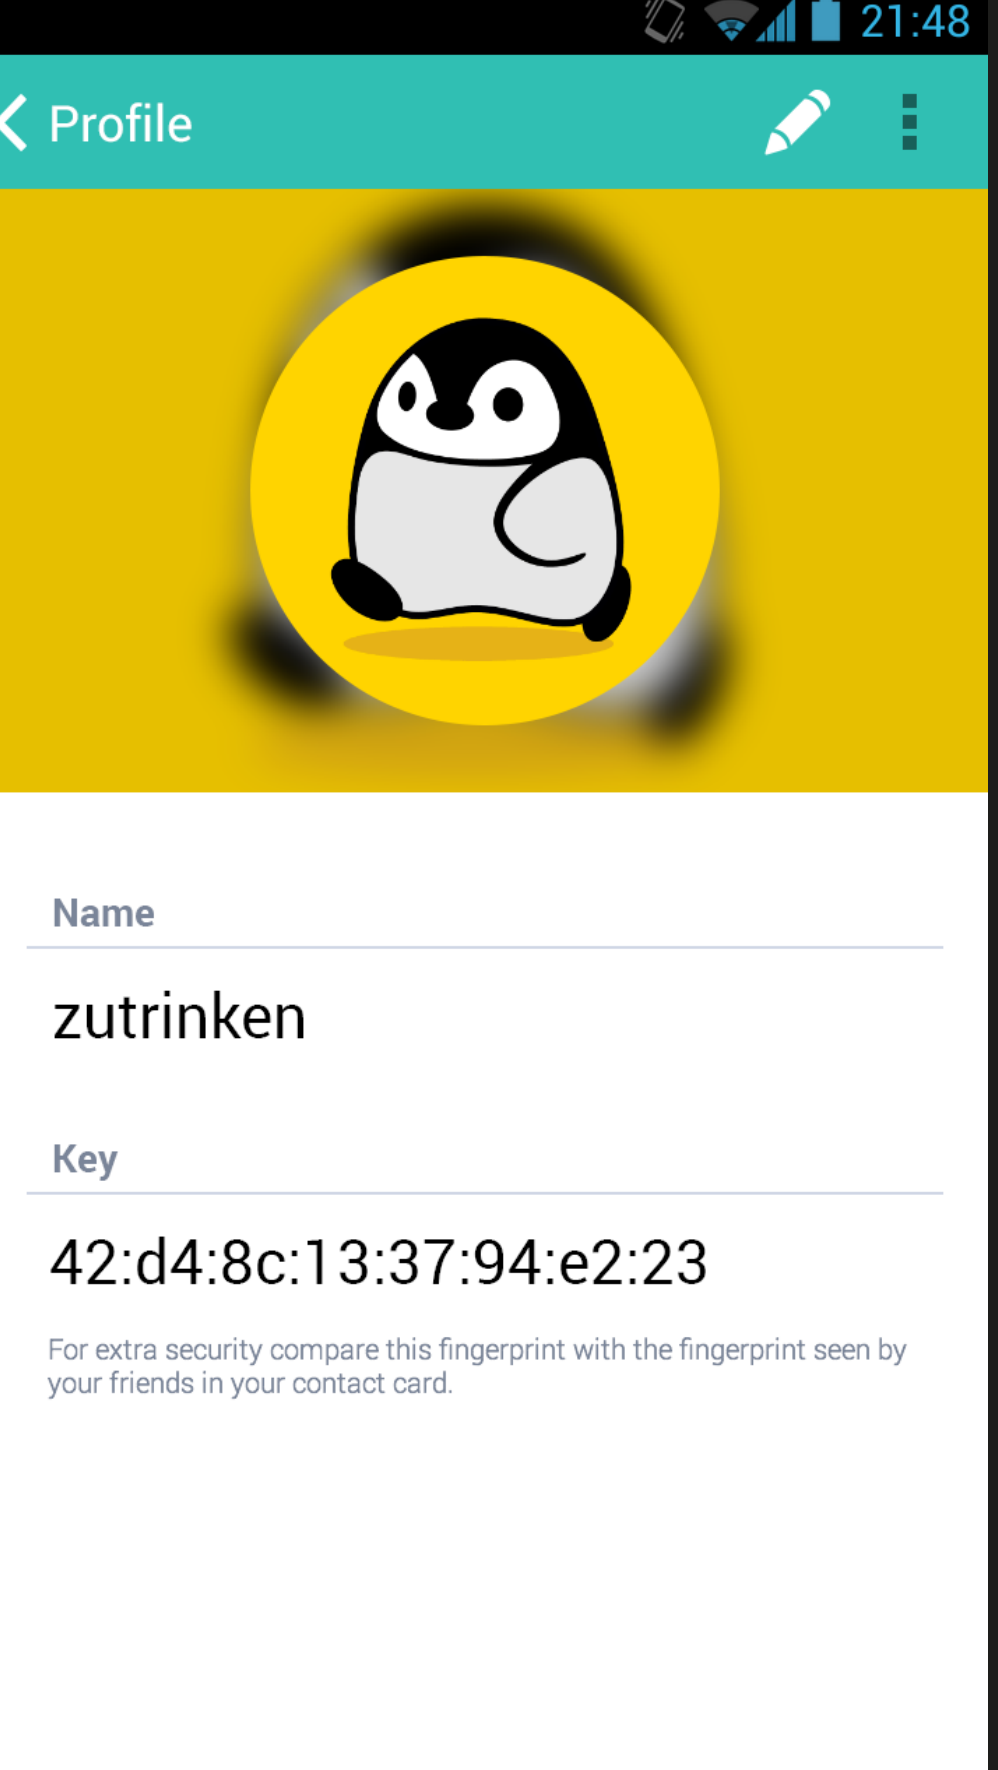 21:48
Profile
Name
zutrinken
Key
42:d4:8c:13:37:94:e2:23
For extra security compare this fingerprint with the fingerprint seen by
your friends in your contact card.